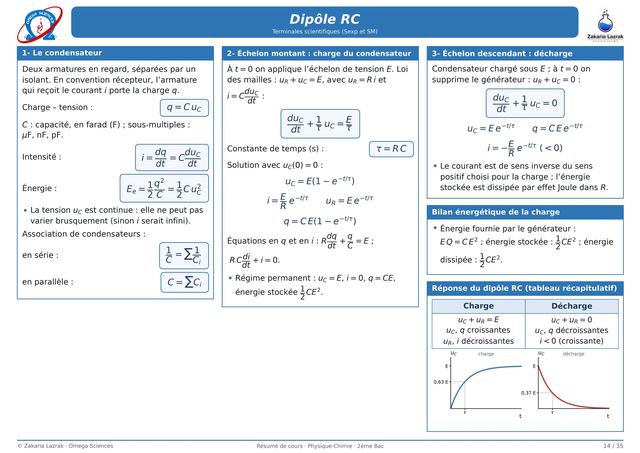 Dipôle RC
Terminales scientifiques (Sexp et SM)
Zakaria Lazrak
1- Le condensateur
Deux armatures en regard, séparées par un
isolant. En convention récepteur, l'armature
qui reçoit le courant i porte la charge q.
Charge – tension : q = C u_C
C : capacité, en farad (F) ; sous-multiples :
μF, nF, pF.
Intensité : i = dq/dt = C du_C/dt
Énergie : E_e = 1/2 q²/C = 1/2 C u_C²
• La tension u_C est continue : elle ne peut pas
varier brusquement (sinon i serait infini).
Association de condensateurs :
en série : 1/C = ∑ 1/C_i
en parallèle : C = ∑ C_i
2- Échelon montant : charge du condensateur
À t = 0 on applique l'échelon de tension E. Loi
des mailles : u_R + u_C = E, avec u_R = R i et
i = C du_C/dt :
du_C/dt + 1/τ u_C = E/τ
Constante de temps (s) : τ = R C
Solution avec u_C(0) = 0 :
u_C = E(1 − e^(−t/τ))
i = E/R e^(−t/τ) u_R = E e^(−t/τ)
q = C E(1 − e^(−t/τ))
Équations en q et en i : R dq/dt + q/C = E ;
R C di/dt + i = 0.
• Régime permanent : u_C = E, i = 0, q = CE,
énergie stockée 1/2 CE².
3- Échelon descendant : décharge
Condensateur chargé sous E ; à t = 0 on
supprime le générateur : u_R + u_C = 0 :
du_C/dt + 1/τ u_C = 0
u_C = E e^(−t/τ) q = C E e^(−t/τ)
i = − E/R e^(−t/τ) (< 0)
• Le courant est de sens inverse du sens
positif choisi pour la charge ; l'énergie
stockée est dissipée par effet Joule dans R.
Bilan énergétique de la charge
• Énergie fournie par le générateur :
E Q = C E² ; énergie stockée : 1/2 CE² ; énergie
dissipée : 1/2 CE².
Réponse du dipôle RC (tableau récapitulatif)
Charge Décharge
u_C + u_R = E u_C + u_R = 0
u_C, q croissantes u_C, q décroissantes
u_R, i décroissantes i < 0 (croissante)
u_C charge u_C décharge
E E
0,63 E 0,37 E
τ t τ t
© Zakaria Lazrak · Omega Sciences Résumé de cours · Physique-Chimie · 2ème Bac 14 / 35